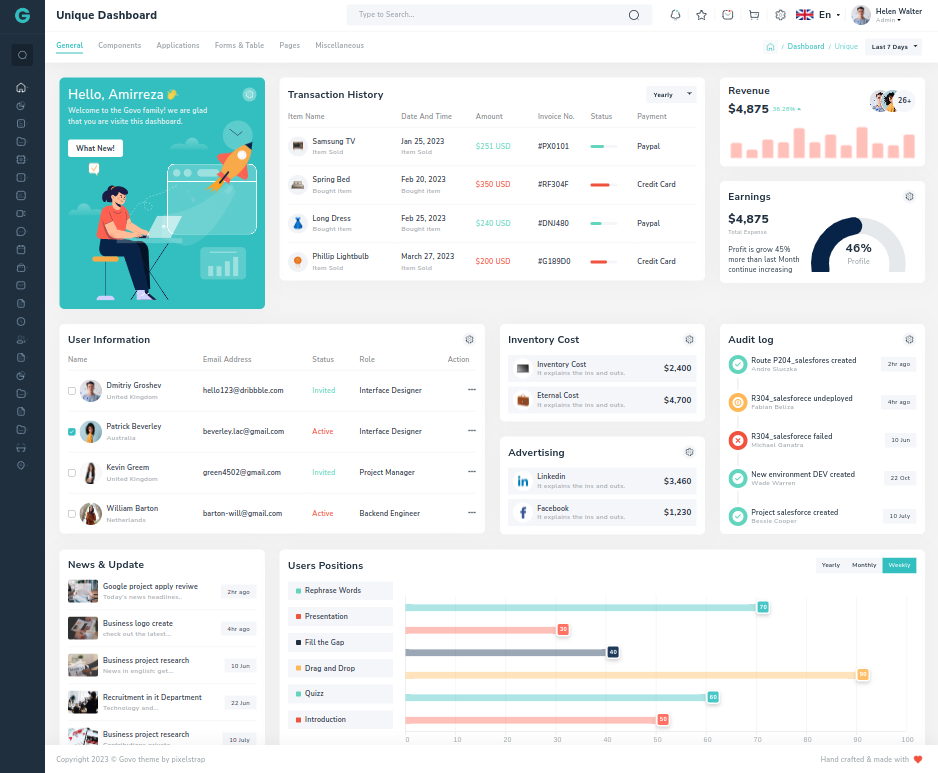 G
Unique Dashboard
Type to Search...
En
Helen Walter
Admin
General Components Applications Forms & Table Pages Miscellaneous
/ Dashboard / Unique
Last 7 Days
Hello, Amirreza
Welcome to the Govo family! we are glad
that you are visite this dashboard.
What New!
Transaction History
Yearly
Item Name Date And Time Amount Invoice No. Status Payment
Samsung TV Jan 25, 2023 $251 USD #PX0101 Paypal
Item Sold Item Sold
Spring Bed Feb 20, 2023 $350 USD #RF304F Credit Card
Bought Item Bought Item
Long Dress Feb 25, 2023 $240 USD #DNJ480 Paypal
Bought Item Bought Item
Phillip Lightbulb March 27, 2023 $200 USD #G189D0 Credit Card
Item Sold Item Sold
Revenue
$4,875 36.28%
26+
Earnings
$4,875
Total Expense
Profit is grow 45%
more than last Month
continue increasing
46%
Profile
User Information
Name Email Address Status Role Action
Dmitriy Groshev hello123@dribbble.com Invited Interface Designer
United Kingdom
Patrick Beverley beverley.lac@gmail.com Active Interface Designer
Australia
Kevin Greem green4502@gmail.com Invited Project Manager
United Kingdom
William Barton barton-will@gmail.com Active Backend Engineer
Netherlands
Inventory Cost
Inventory Cost $2,400
It explains the ins and outs.
Eternal Cost $4,700
It explains the ins and outs.
Advertising
Linkedin $3,460
It explains the ins and outs.
Facebook $1,230
It explains the ins and outs.
Audit log
Route P204_salesfores created 2hr ago
Andre Sluczka
R304_salesforece undeployed 4hr ago
Fabian Beliza
R304_salesforece failed 10 Jun
Michael Ganatra
New environment DEV created 22 Oct
Wade Warren
Project salesforce created 10 July
Bessie Cooper
News & Update
Google project apply reviwe 2hr ago
Today's news headlines..
Business logo create 4hr ago
check out the latest...
Business project research 10 Jun
News in english: get...
Recruitment in it Department 22 Jun
Technology and...
Business project research 10 July
Users Positions
Yearly Monthly Weekly
Rephrase Words 70
Presentation 30
Fill the Gap 40
Drag and Drop 90
Quizz 60
Introduction 50
0 10 20 30 40 50 60 70 80 90 100
Copyright 2023 © Govo theme by pixelstrap
Hand crafted & made with